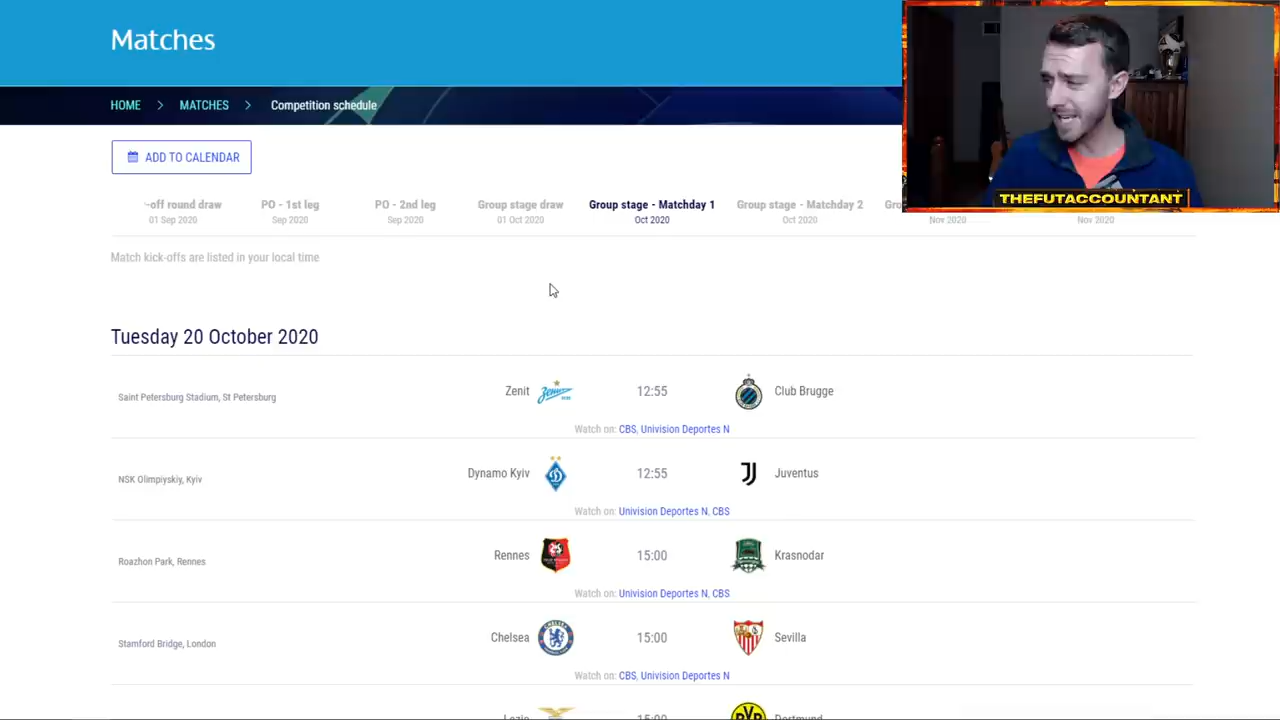 Matches
HOME
MATCHES
Competition schedule
ADD TO CALENDAR
-off round draw
01 Sep 2020
PO - 1st leg
Sep 2020
PO - 2nd leg
Sep 2020
Group stage draw
01 Oct 2020
Group stage - Matchday 1
Oct 2020
Group stage - Matchday 2
Oct 2020
Nov 2020
Nov 2020
THEFUTACCOUNTANT
Match kick-offs are listed in your local time
Tuesday 20 October 2020
Saint Petersburg Stadium, St Petersburg
Zenit 12:55 Club Brugge
Watch on: CBS, Univision Deportes N
NSK Olimpiyskiy, Kyiv
Dynamo Kyiv 12:55 Juventus
Watch on: Univision Deportes N, CBS
Roazhon Park, Rennes
Rennes 15:00 Krasnodar
Watch on: Univision Deportes N, CBS
Stamford Bridge, London
Chelsea 15:00 Sevilla
Watch on: CBS, Univision Deportes N
Lazio 15:00 Dortmund